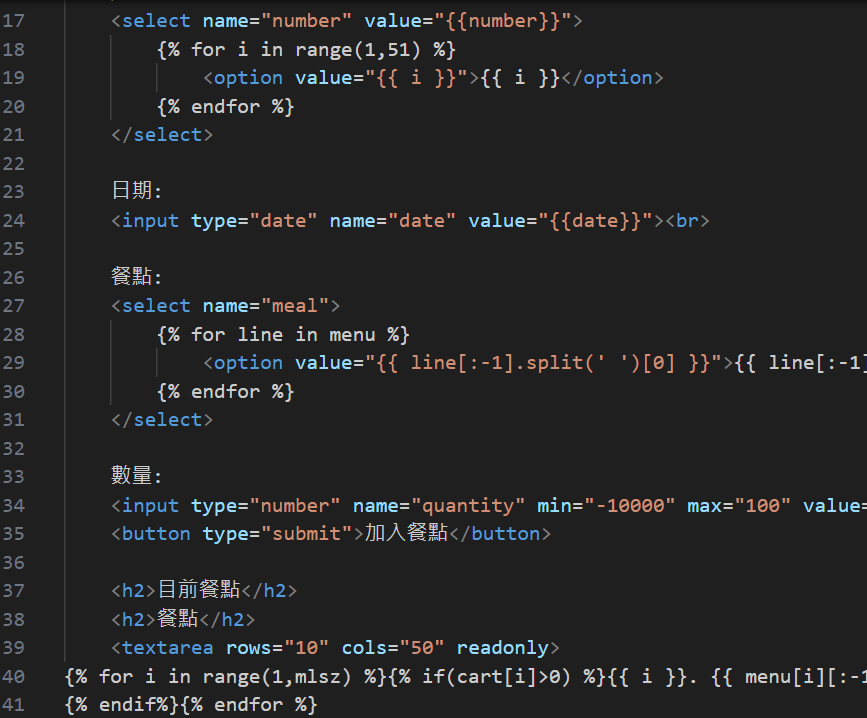 17 <select name="number" value="{{number}}">
18 {% for i in range(1,51) %}
19 <option value="{{ i }}">{{ i }}</option>
20 {% endfor %}
21 </select>
22
23 日期:
24 <input type="date" name="date" value="{{date}}"><br>
25
26 餐點:
27 <select name="meal">
28 {% for line in menu %}
29 <option value="{{ line[:-1].split(' ')[0] }}">{{ line[:-1]
30 {% endfor %}
31 </select>
32
33 數量:
34 <input type="number" name="quantity" min="-10000" max="100" value=
35 <button type="submit">加入餐點</button>
36
37 <h2>目前餐點</h2>
38 <h2>餐點</h2>
39 <textarea rows="10" cols="50" readonly>
40 {% for i in range(1,mlsz) %}{% if(cart[i]>0) %}{{ i }}. {{ menu[i][:-1
41 {% endif%}{% endfor %}